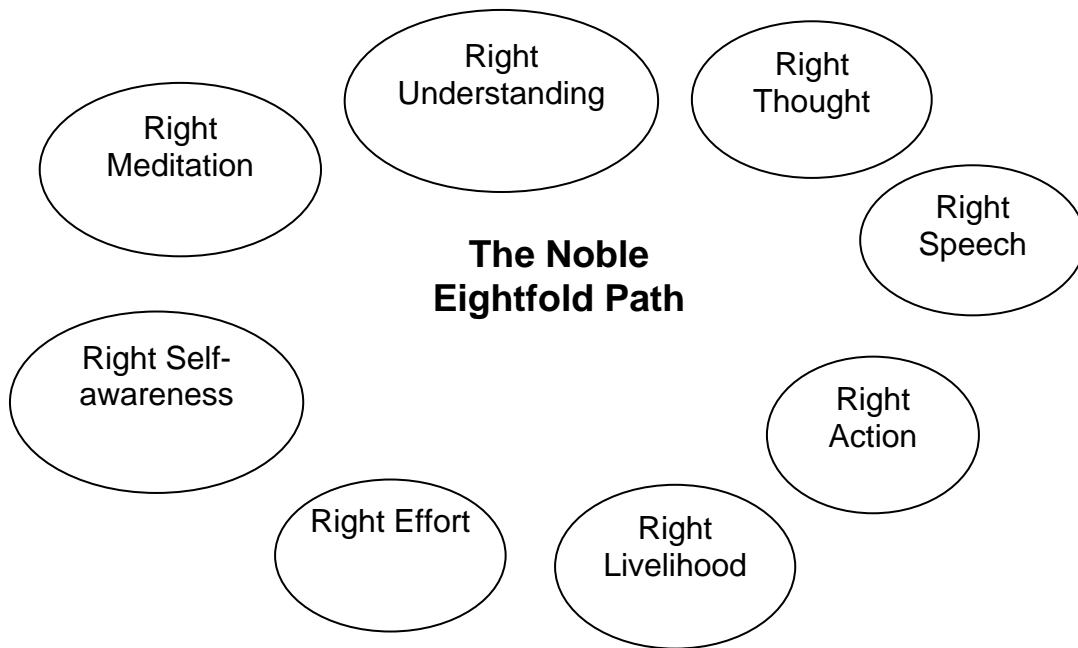 Right
Understanding
Right
Thought
Right
Meditation
Right
Speech
The Noble
Eightfold Path
Right Self-
awareness
Right
Action
Right Effort
Right
Livelihood